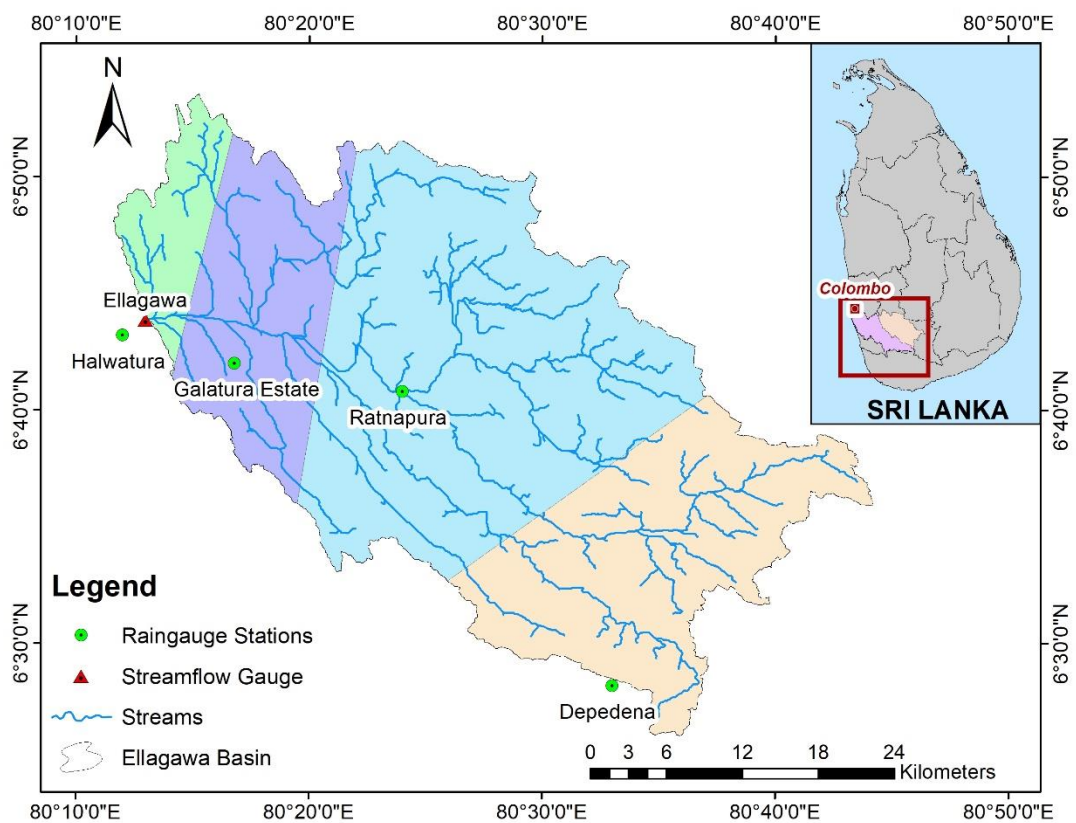 80°10'0"E 80°20'0"E 80°30'0"E 80°40'0"E 80°50'0"E
N
6°50'0"N
6°50'0"N
Colombo
Ellagawa
Halwatura
Galatura Estate
Ratnapura
SRI LANKA
6°40'0"N
6°40'0"N
Legend
Raingauge Stations
Streamflow Gauge
Streams
Ellagawa Basin
6°30'0"N
6°30'0"N
Depedena
0 3 6 12 18 24
Kilometers
80°10'0"E 80°20'0"E 80°30'0"E 80°40'0"E 80°50'0"E